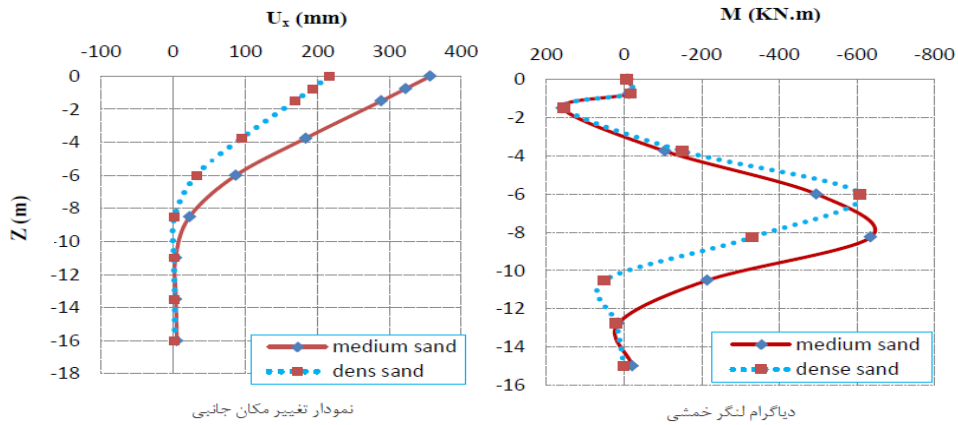 Uₓ (mm)
-100 0 100 200 300 400
0
-2
-4
-6
-8
-10
-12
-14
-16
-18
Z (m)
medium sand
dens sand
نمودار تغییر مکان جانبی
M (KN.m)
200 0 -200 -400 -600 -800
0
-2
-4
-6
-8
-10
-12
-14
-16
medium sand
dense sand
دیاگرام لنگر خمشی